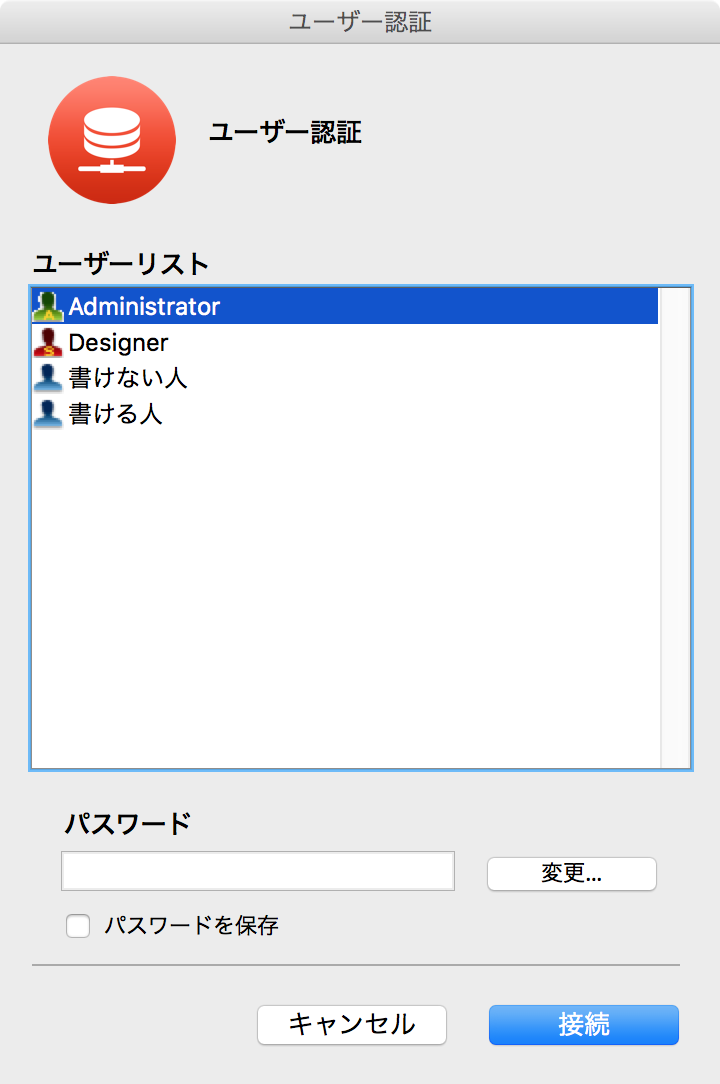 ユーザー認証
ユーザー認証
ユーザーリスト
Administrator
Designer
書けない人
書ける人
パスワード
変更...
パスワードを保存
キャンセル
接続